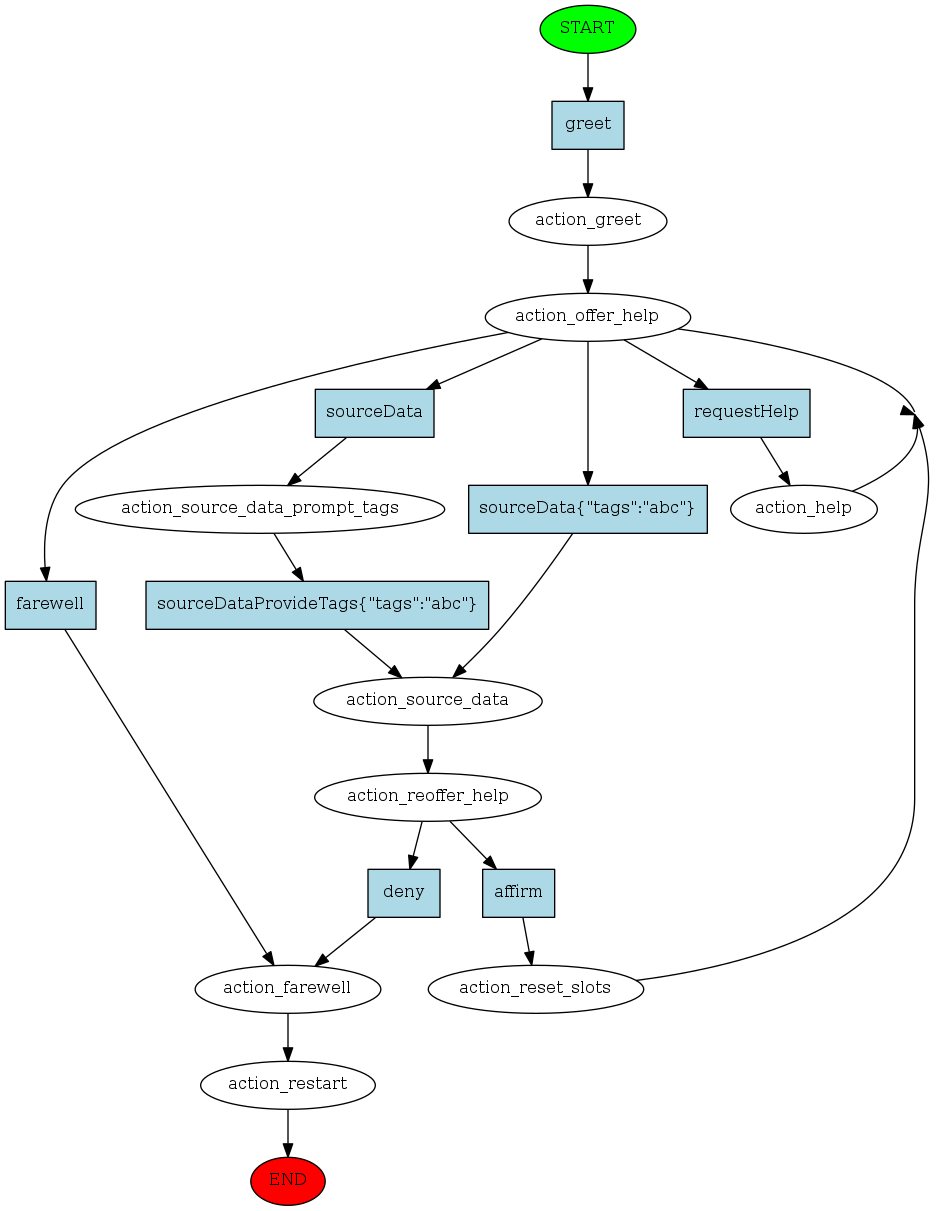 START
greet
action_greet
action_offer_help
sourceData
requestHelp
action_source_data_prompt_tags
sourceData{"tags":"abc"}
action_help
farewell
sourceDataProvideTags{"tags":"abc"}
action_source_data
action_reoffer_help
deny
affirm
action_farewell
action_reset_slots
action_restart
END